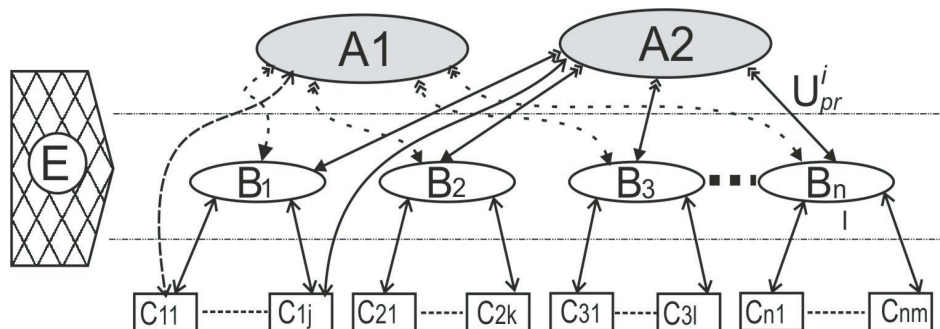 A1 A2
U^i_pr
E
B1 B2 B3 Bn
l
C11 C1j C21 C2k C31 C3l Cn1 Cnm